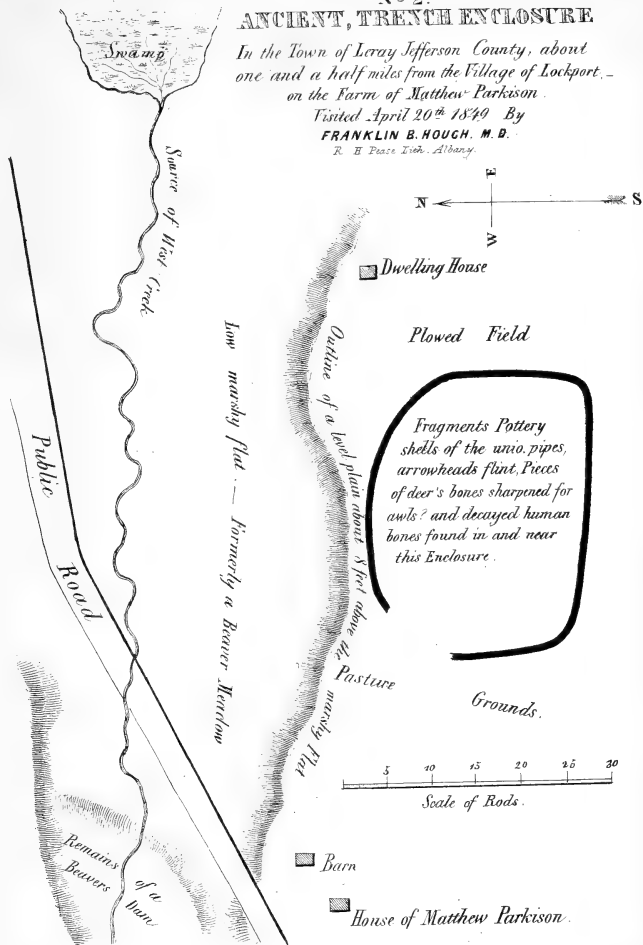 No 2.
ANCIENT, TRENCH ENCLOSURE
In the Town of Leray Jefferson County, about
one and a half miles from the Village of Lockport,
on the Farm of Matthew Parkison.
Visited April 20th 1849 By
FRANKLIN B. HOUGH. M. D.
R H Pease Lith. Albany.
Swamp
Source of West Creek
N
E
S
W
Dwelling House
Plowed Field
Low marshy flat. — Formerly a Beaver Meadow
Outline of a level plain about 8 feet above the marshy Flat
Fragments Pottery
shells of the unio. pipes,
arrowheads flint, Pieces
of deer's bones sharpened for
awls? and decayed human
bones found in and near
this Enclosure.
Public Road
Pasture Grounds.
5 10 15 20 25 30
Scale of Rods.
Remains of a
Beavers Dam
Barn
House of Matthew Parkison.